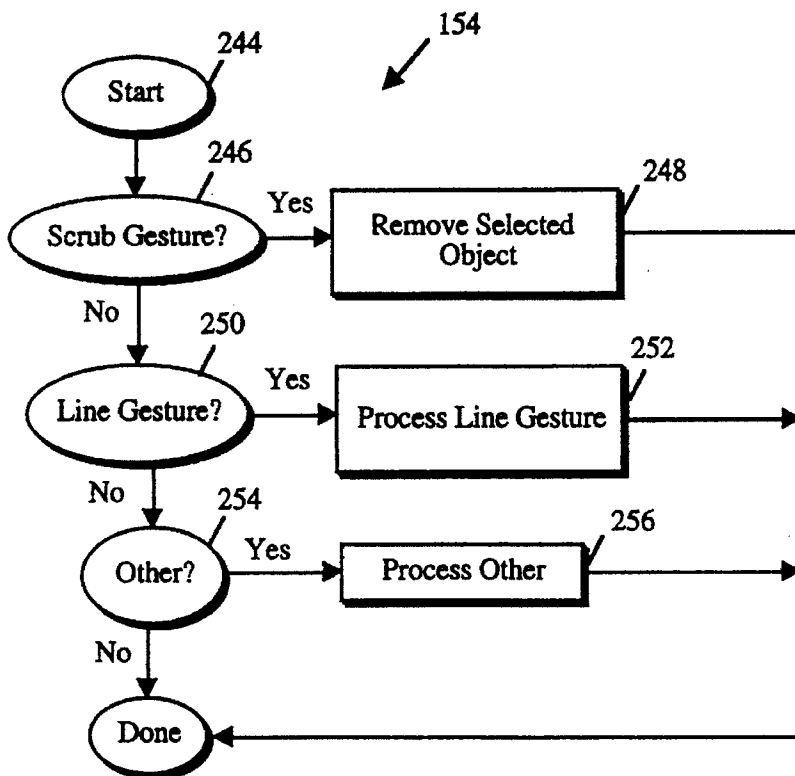 154
244
Start
246
Scrub Gesture?
Yes
248
Remove Selected
Object
No
250
Line Gesture?
Yes
252
Process Line Gesture
No
254
Other?
Yes
256
Process Other
No
Done